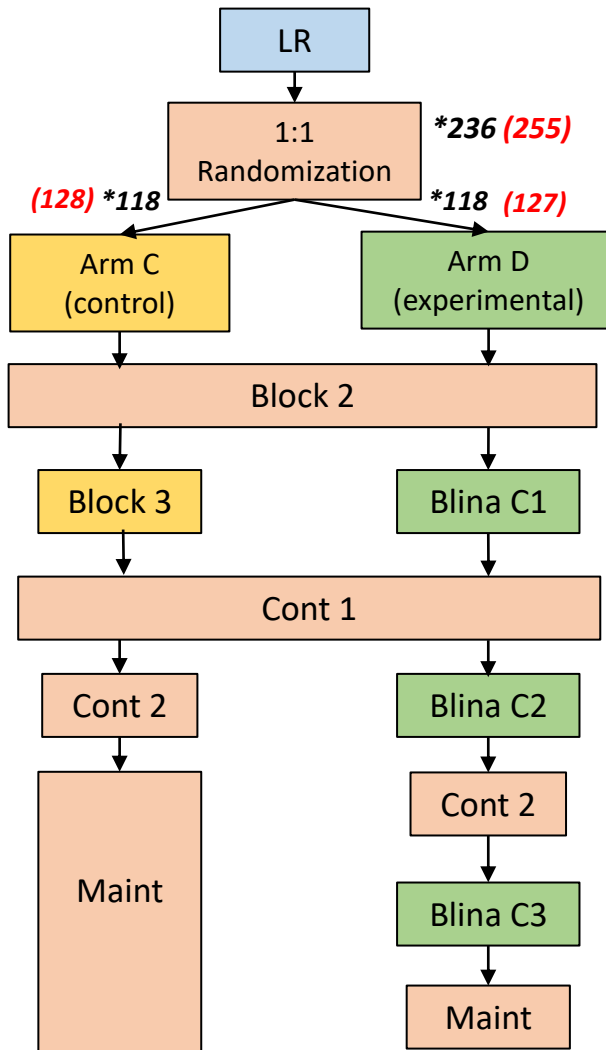 LR
1:1
Randomization
*236 (255)
(128) *118
*118 (127)
Arm C
(control)
Arm D
(experimental)
Block 2
Block 3
Blina C1
Cont 1
Cont 2
Blina C2
Cont 2
Maint
Blina C3
Maint